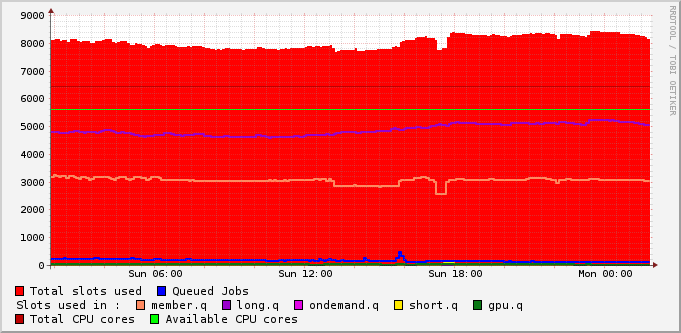 9000
8000
7000
6000
5000
4000
3000
2000
1000
0
Sun 06:00 Sun 12:00 Sun 18:00 Mon 00:00
Total slots used Queued Jobs
Slots used in : member.q long.q ondemand.q short.q gpu.q
Total CPU cores Available CPU cores
RRDTOOL / TOBI OETIKER